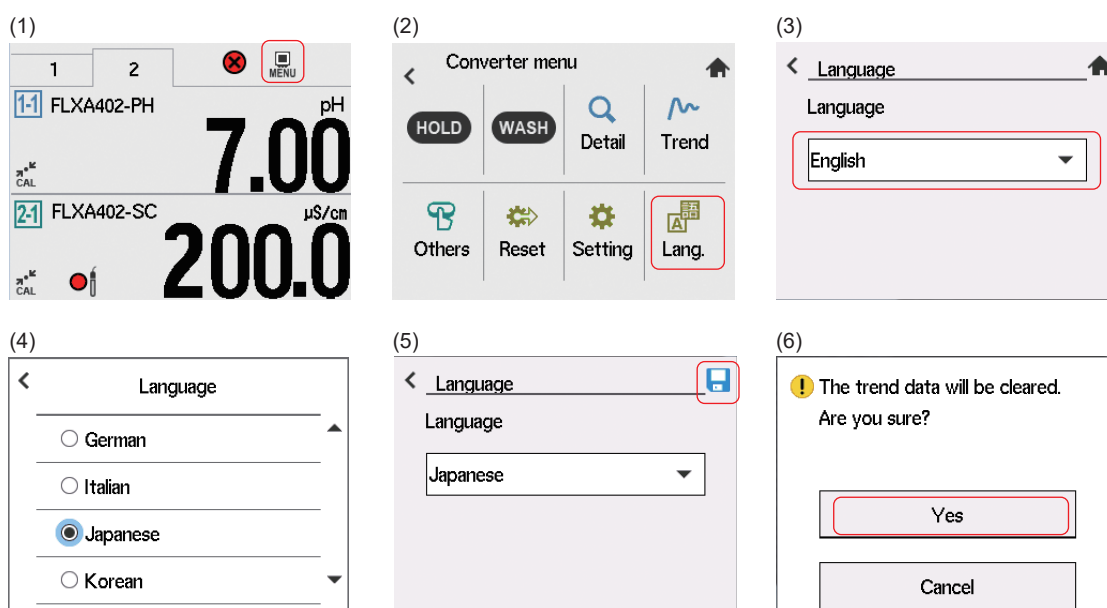 (1)
1
2
MENU
1-1 FLXA402-PH
pH
7.00
CAL
2-1 FLXA402-SC
µS/cm
200.0
CAL
(2)
Converter menu
HOLD
WASH
Detail
Trend
Others
Reset
Setting
A語
Lang.
(3)
Language
Language
English
(4)
Language
German
Italian
Japanese
Korean
(5)
Language
Language
Japanese
(6)
! The trend data will be cleared.
Are you sure?
Yes
Cancel